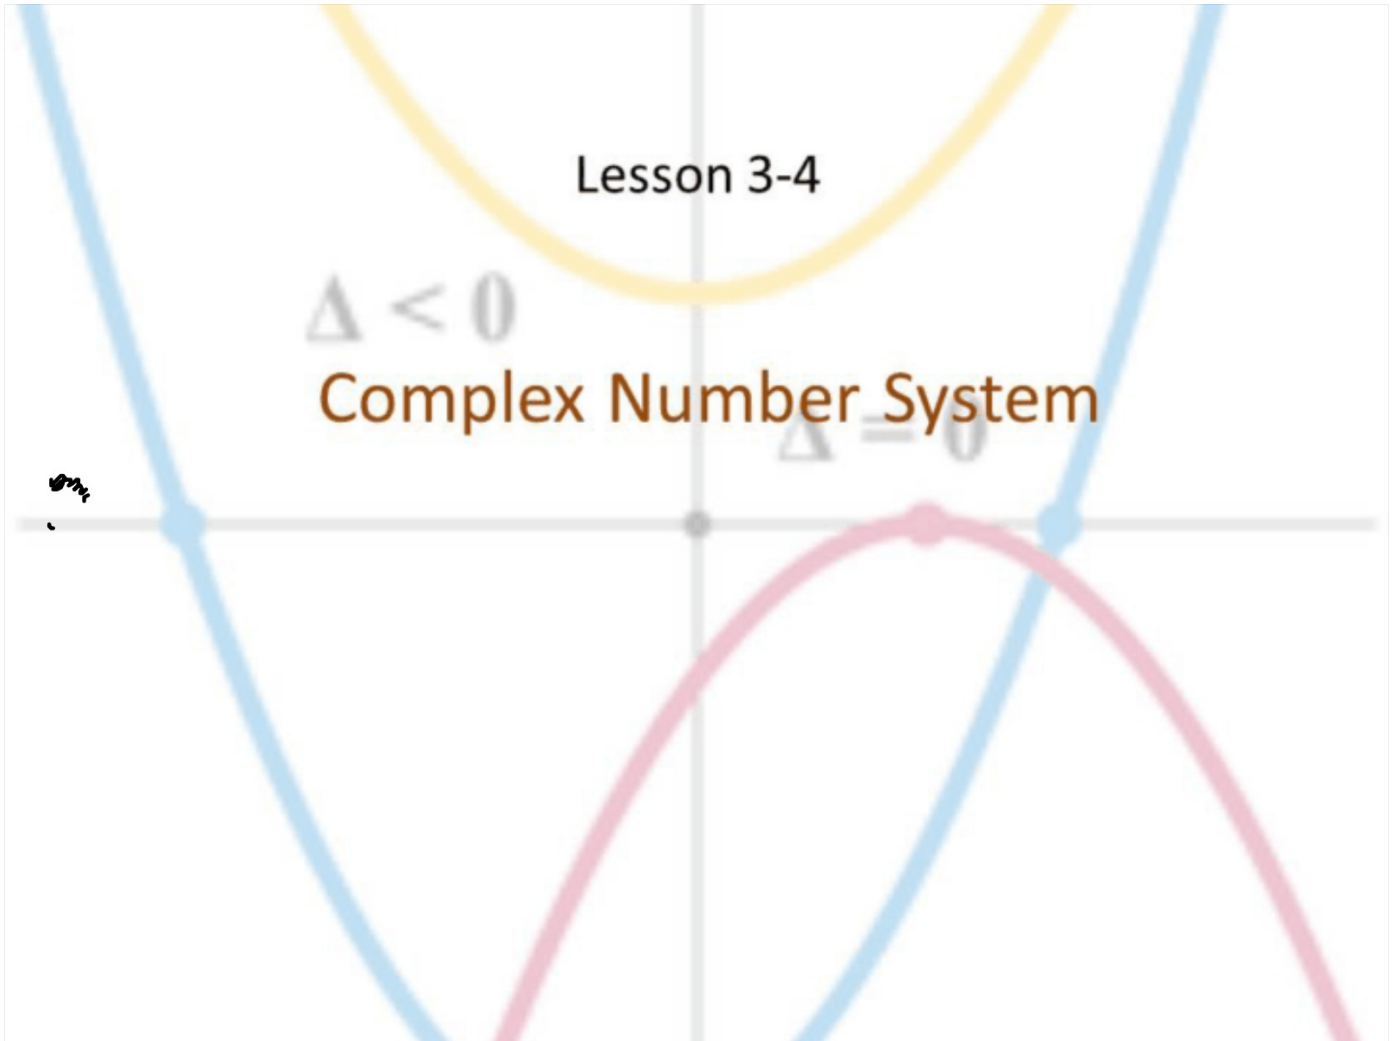 Lesson 3-4
Δ < 0
Complex Number System
Δ = 0